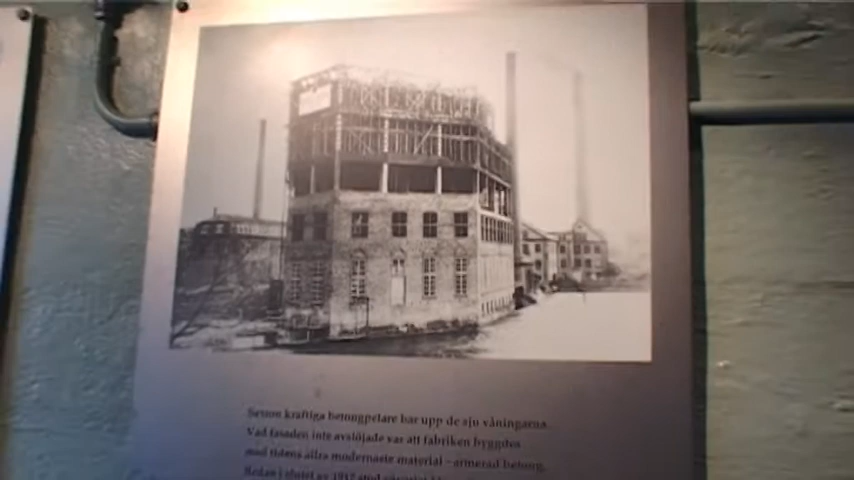 Sexton kraftiga betongpelare bar upp de sju våningarna.
Vad fasaden inte avslöjade var att fabriken byggdes
med tidens allra modernaste material – armerad betong.
Redan i slutet av 1917